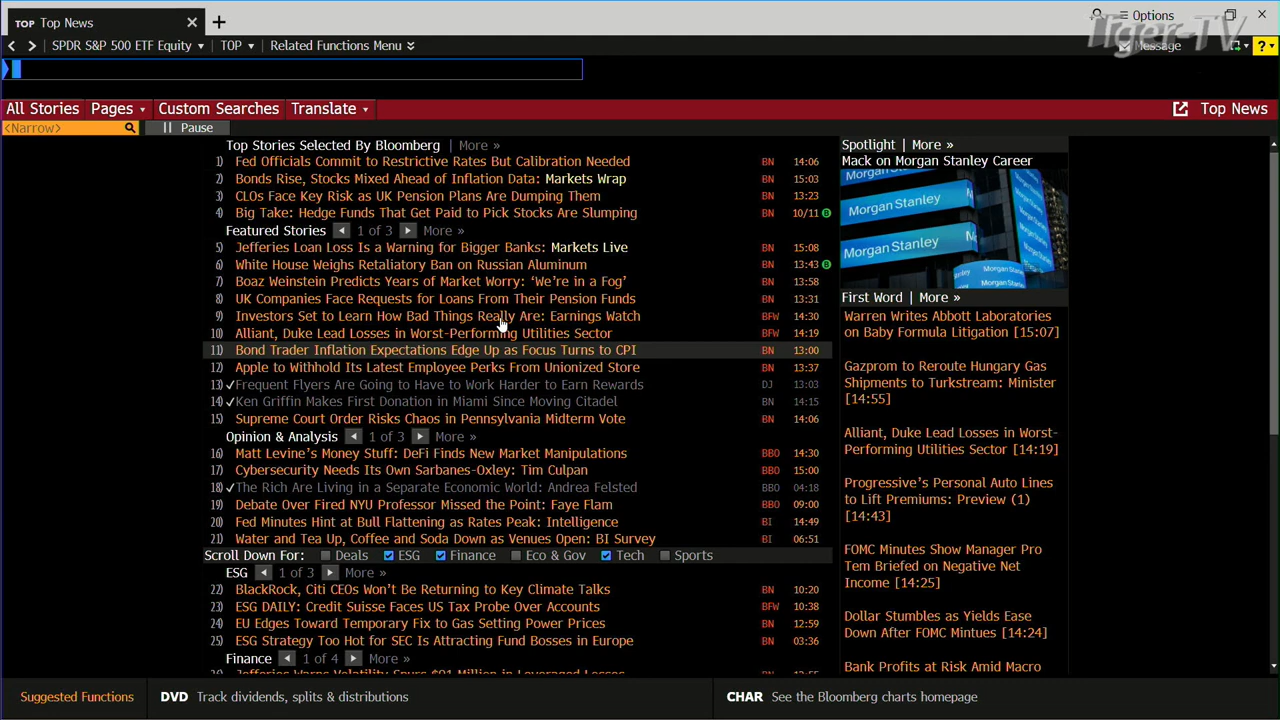 TOP Top News
Options
Tiger-TV
SPDR S&P 500 ETF Equity TOP Related Functions Menu
Message
?
All Stories Pages Custom Searches Translate Top News
<Narrow> Pause
Top Stories Selected By Bloomberg | More »
1) Fed Officials Commit to Restrictive Rates But Calibration Needed BN 14:06
2) Bonds Rise, Stocks Mixed Ahead of Inflation Data: Markets Wrap BN 15:03
3) CLOs Face Key Risk as UK Pension Plans Are Dumping Them BN 13:23
4) Big Take: Hedge Funds That Get Paid to Pick Stocks Are Slumping BN 10/11 B
Featured Stories 1 of 3 More »
5) Jefferies Loan Loss Is a Warning for Bigger Banks: Markets Live BN 15:08
6) White House Weighs Retaliatory Ban on Russian Aluminum BN 13:43 B
7) Boaz Weinstein Predicts Years of Market Worry: ‘We’re in a Fog’ BN 13:58
8) UK Companies Face Requests for Loans From Their Pension Funds BN 13:31
9) Investors Set to Learn How Bad Things Really Are: Earnings Watch BFW 14:30
10) Alliant, Duke Lead Losses in Worst-Performing Utilities Sector BFW 14:19
11) Bond Trader Inflation Expectations Edge Up as Focus Turns to CPI BN 13:00
12) Apple to Withhold Its Latest Employee Perks From Unionized Store BN 13:37
13) ✓Frequent Flyers Are Going to Have to Work Harder to Earn Rewards DJ 13:03
14) ✓Ken Griffin Makes First Donation in Miami Since Moving Citadel BN 14:15
15) Supreme Court Order Risks Chaos in Pennsylvania Midterm Vote BN 14:06
Opinion & Analysis 1 of 3 More »
16) Matt Levine’s Money Stuff: DeFi Finds New Market Manipulations BBO 14:30
17) Cybersecurity Needs Its Own Sarbanes-Oxley: Tim Culpan BBO 15:00
18) ✓The Rich Are Living in a Separate Economic World: Andrea Felsted BBO 04:18
19) Debate Over Fired NYU Professor Missed the Point: Faye Flam BBO 09:00
20) Fed Minutes Hint at Bull Flattening as Rates Peak: Intelligence BI 14:49
21) Water and Tea Up, Coffee and Soda Down as Venues Open: BI Survey BI 06:51
Scroll Down For: Deals ESG Finance Eco & Gov Tech Sports
ESG 1 of 3 More »
22) BlackRock, Citi CEOs Won’t Be Returning to Key Climate Talks BN 10:20
23) ESG DAILY: Credit Suisse Faces US Tax Probe Over Accounts BFW 10:38
24) EU Edges Toward Temporary Fix to Gas Setting Power Prices BN 12:59
25) ESG Strategy Too Hot for SEC Is Attracting Fund Bosses in Europe BN 03:36
Finance 1 of 4 More »
Spotlight | More »
Mack on Morgan Stanley Career
Morgan Stanley
Morgan Stanley
Morgan Stanley
First Word | More »
Warren Writes Abbott Laboratories
on Baby Formula Litigation [15:07]
Gazprom to Reroute Hungary Gas
Shipments to Turkstream: Minister
[14:55]
Alliant, Duke Lead Losses in Worst-
Performing Utilities Sector [14:19]
Progressive’s Personal Auto Lines
to Lift Premiums: Preview (1)
[14:43]
FOMC Minutes Show Manager Pro
Tem Briefed on Negative Net
Income [14:25]
Dollar Stumbles as Yields Ease
Down After FOMC Mintues [14:24]
Bank Profits at Risk Amid Macro
Suggested Functions DVD Track dividends, splits & distributions CHAR See the Bloomberg charts homepage